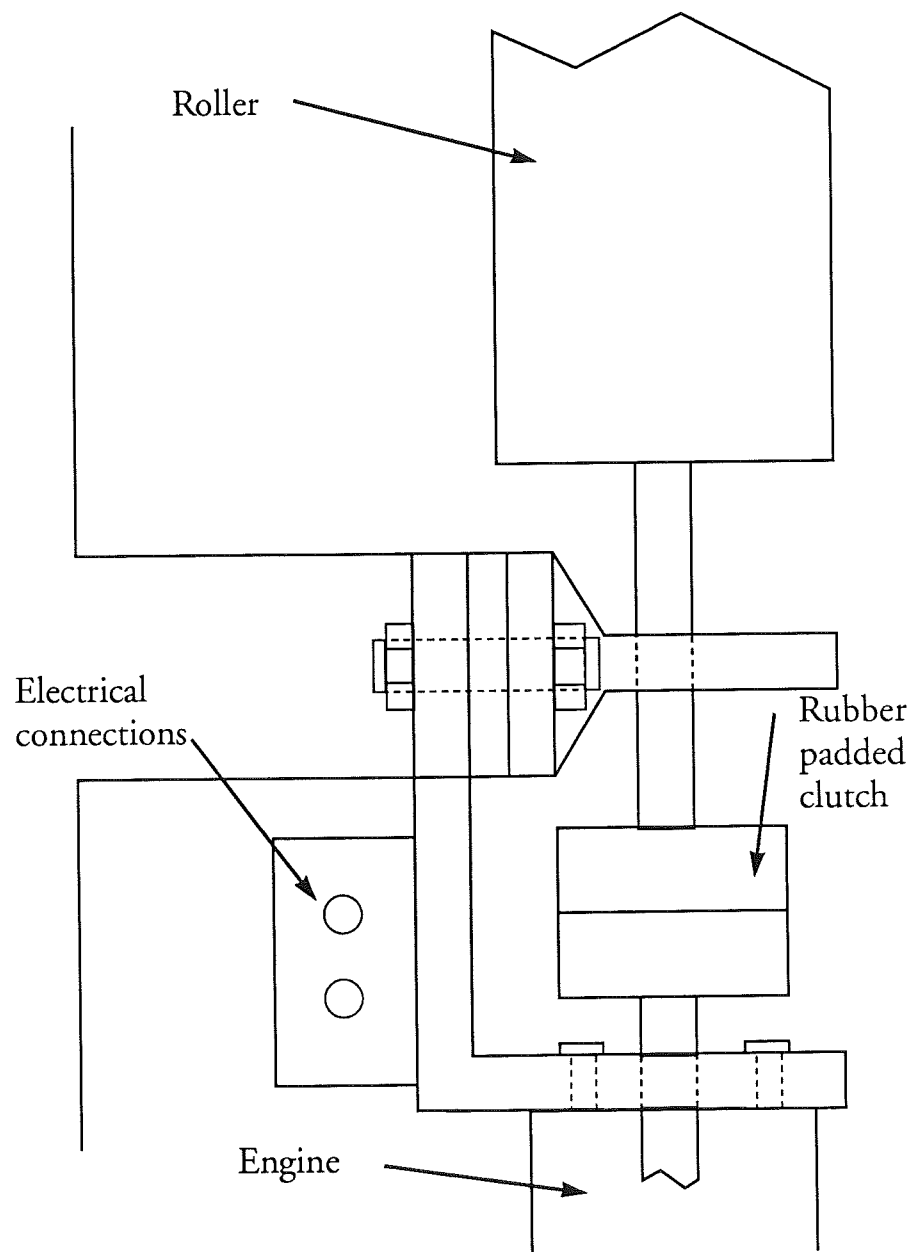 Roller
Electrical
connections
Rubber
padded
clutch
Engine